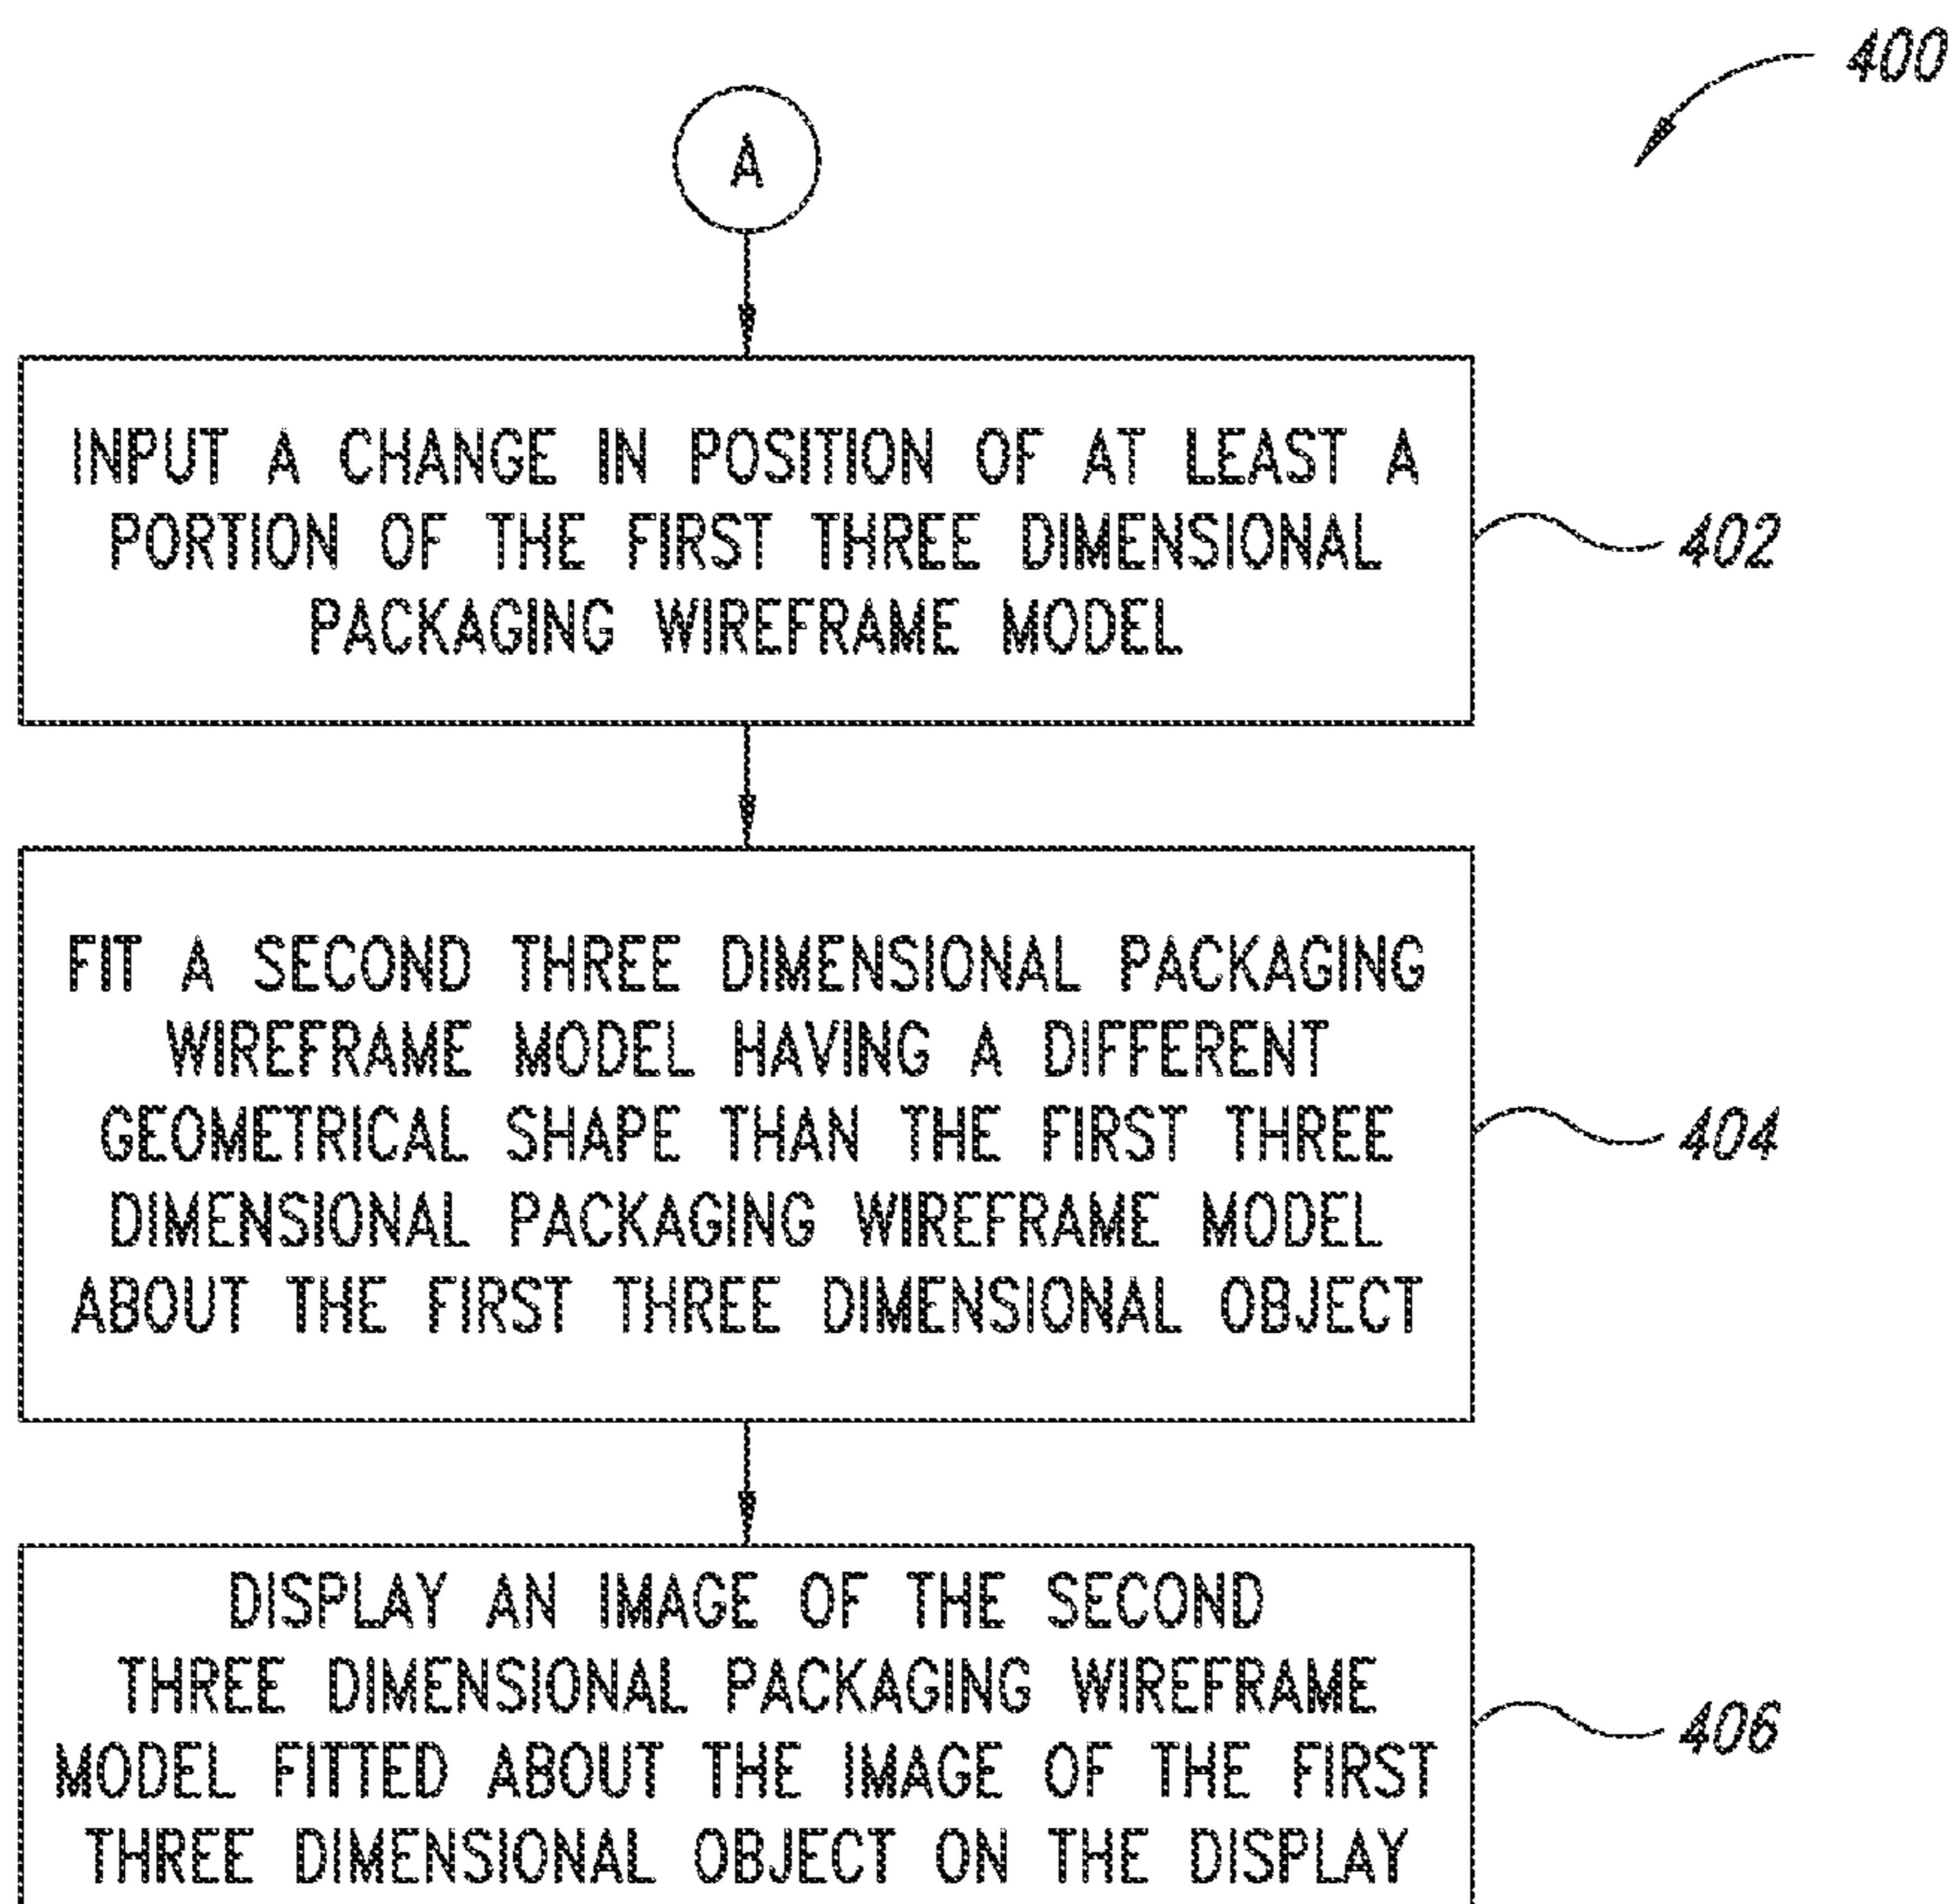 400
A
INPUT A CHANGE IN POSITION OF AT LEAST A
PORTION OF THE FIRST THREE DIMENSIONAL
PACKAGING WIREFRAME MODEL
402
FIT A SECOND THREE DIMENSIONAL PACKAGING
WIREFRAME MODEL HAVING A DIFFERENT
GEOMETRICAL SHAPE THAN THE FIRST THREE
DIMENSIONAL PACKAGING WIREFRAME MODEL
ABOUT THE FIRST THREE DIMENSIONAL OBJECT
404
DISPLAY AN IMAGE OF THE SECOND
THREE DIMENSIONAL PACKAGING WIREFRAME
MODEL FITTED ABOUT THE IMAGE OF THE FIRST
THREE DIMENSIONAL OBJECT ON THE DISPLAY
406